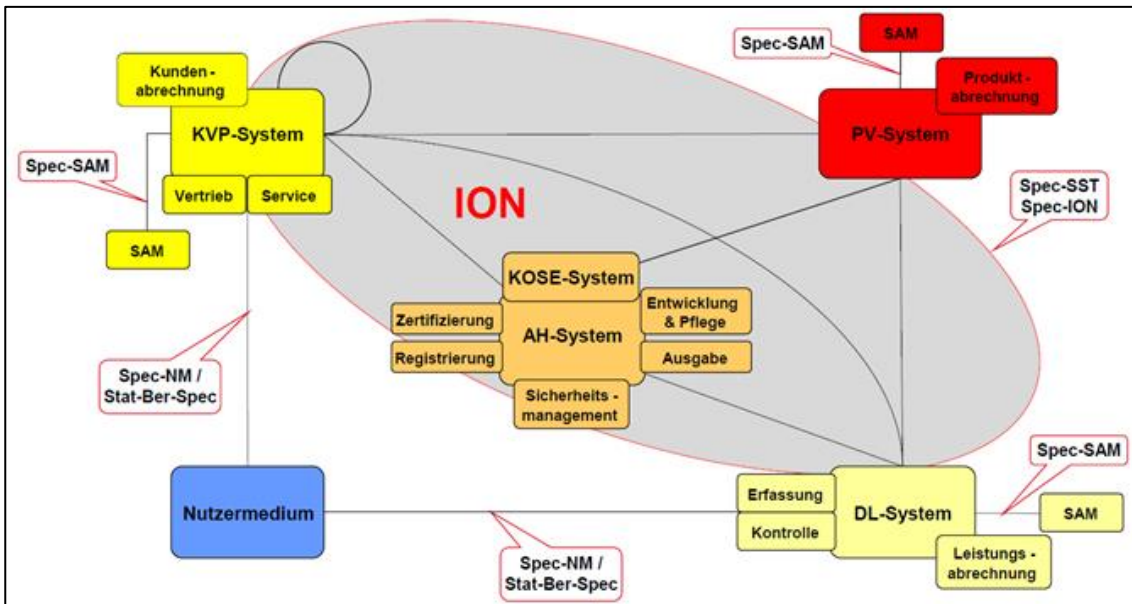 Kunden -
abrechnung
KVP-System
Vertrieb
Service
Spec-SAM
SAM
Spec-SAM
SAM
Produkt -
abrechnung
PV-System
Spec-SST
Spec-ION
ION
KOSE-System
AH-System
Zertifizierung
Registrierung
Entwicklung
& Pflege
Ausgabe
Sicherheits -
management
Spec-NM /
Stat-Ber-Spec
Nutzermedium
Spec-NM /
Stat-Ber-Spec
Erfassung
Kontrolle
DL-System
Leistungs -
abrechnung
Spec-SAM
SAM